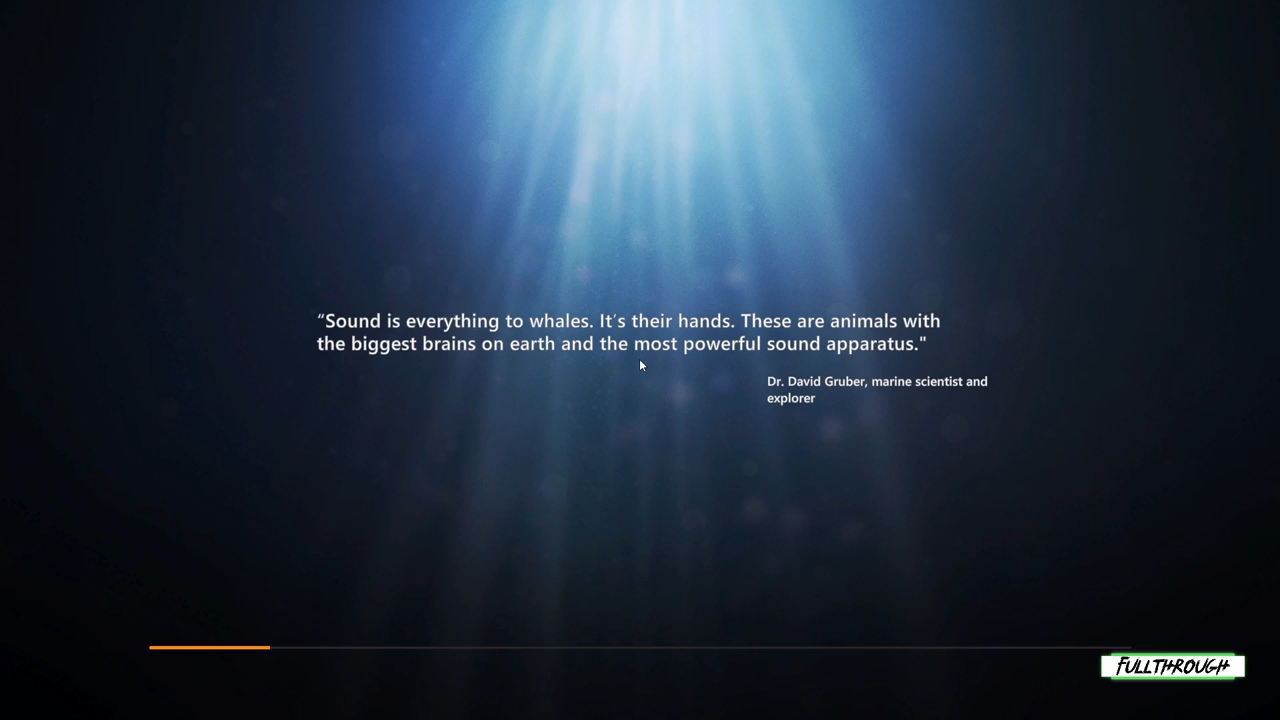 “Sound is everything to whales. It’s their hands. These are animals with
the biggest brains on earth and the most powerful sound apparatus."
Dr. David Gruber, marine scientist and
explorer
FULLTHROUGH